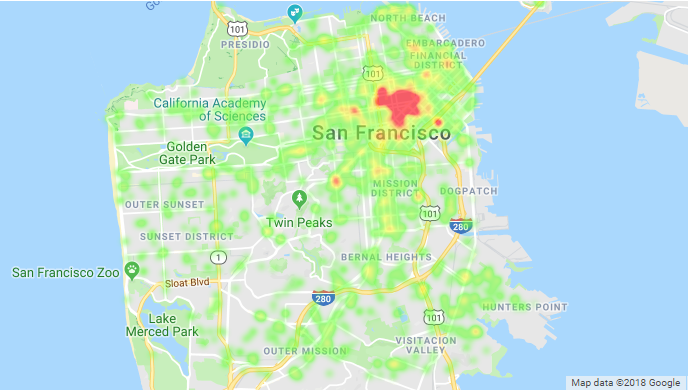 NORTH BEACH
101
PRESIDIO
EMBARCADERO
FINANCIAL
DISTRICT
101
California Academy
of Sciences
San Francisco
Golden
Gate Park
MISSION
DISTRICT
DOGPATCH
OUTER SUNSET
Twin Peaks
101
280
SUNSET DISTRICT
1
BERNAL HEIGHTS
San Francisco Zoo
Sloat Blvd
280
HUNTERS POINT
Lake
Merced Park
101
VISITACION
VALLEY
OUTER MISSION
Map data ©2018 Google